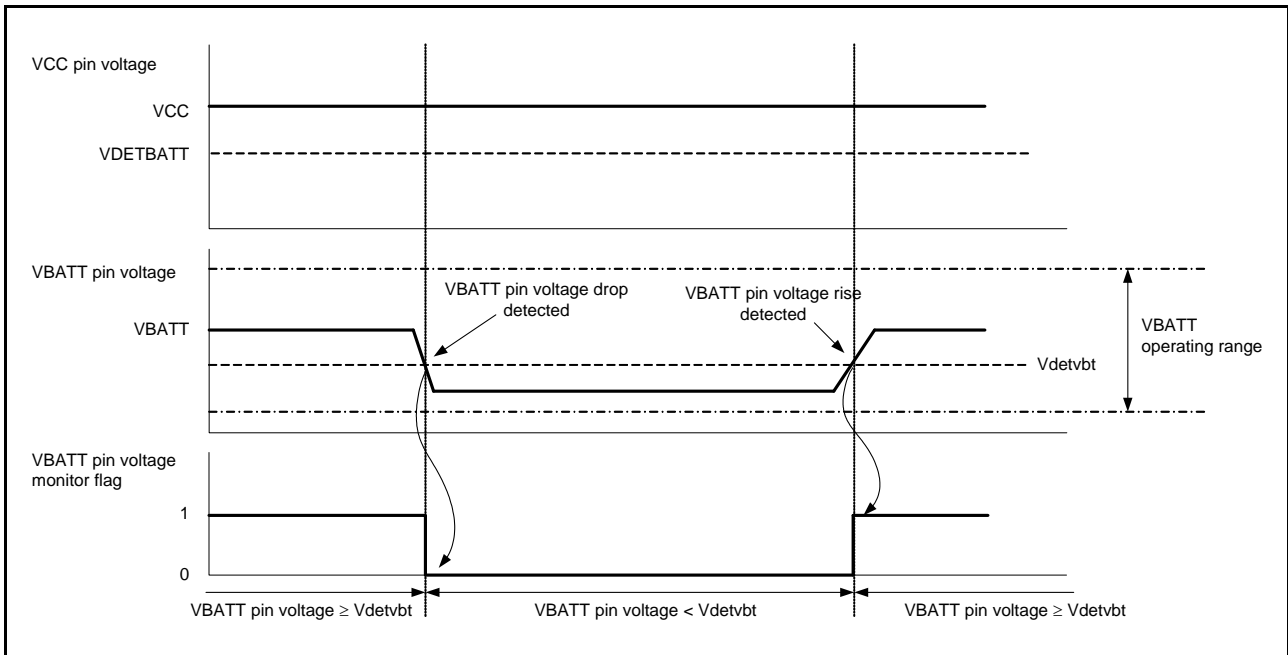 VCC pin voltage
VCC
VDETBATT
VBATT pin voltage
VBATT pin voltage drop
detected
VBATT pin voltage rise
detected
VBATT
VBATT
operating range
Vdetvbt
VBATT pin voltage
monitor flag
1
0
VBATT pin voltage ≥ Vdetvbt
VBATT pin voltage < Vdetvbt
VBATT pin voltage ≥ Vdetvbt